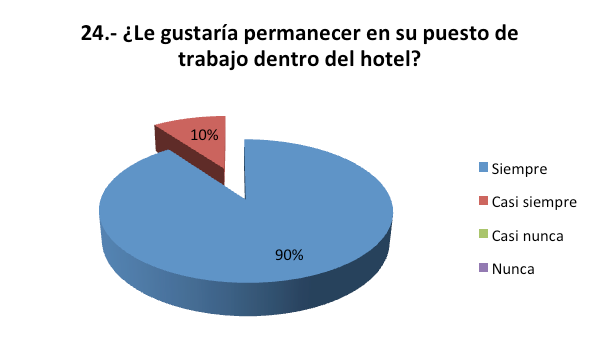 24.- ¿Le gustaría permanecer en su puesto de
trabajo dentro del hotel?
10%
90%
Siempre
Casi siempre
Casi nunca
Nunca